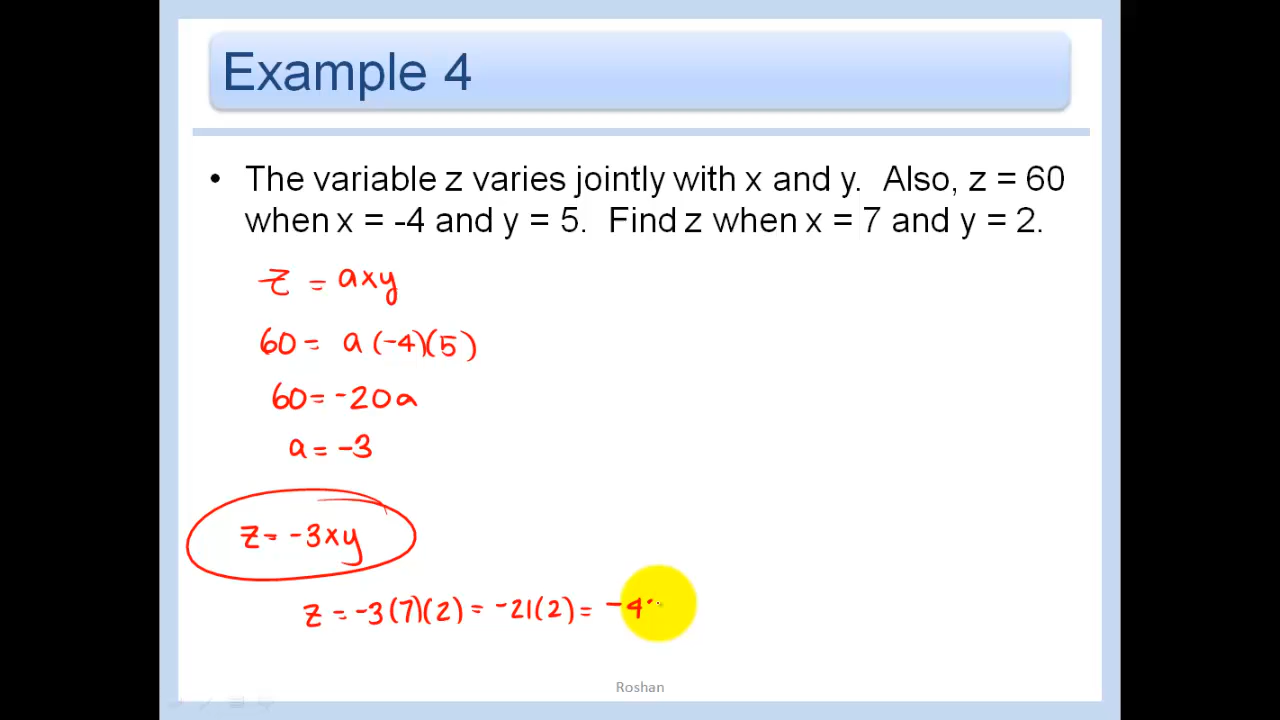 Example 4
• The variable z varies jointly with x and y. Also, z = 60
when x = -4 and y = 5. Find z when x = 7 and y = 2.
z = axy
60 = a(-4)(5)
60 = -20a
a = -3
z = -3xy
z = -3(7)(2) = -21(2) = -4
Roshan